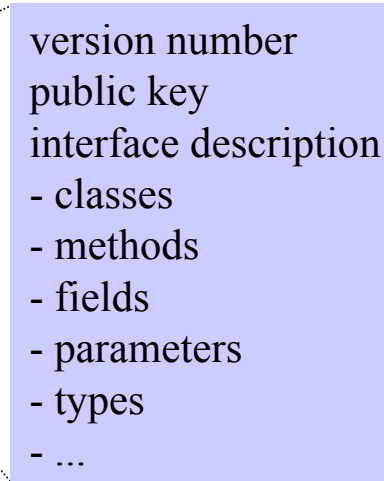 version number
public key
interface description
- classes
- methods
- fields
- parameters
- types
- ...